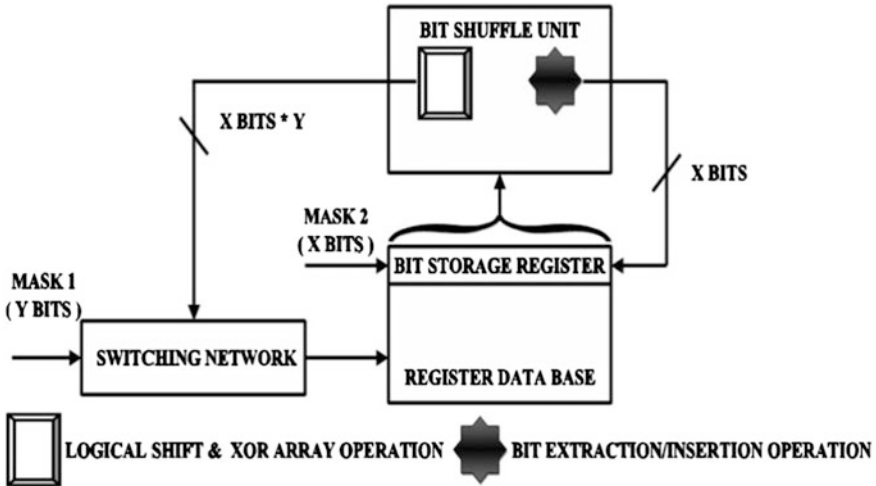 BIT SHUFFLE UNIT
X BITS * Y
X BITS
MASK 2
( X BITS )
BIT STORAGE REGISTER
MASK 1
( Y BITS )
SWITCHING NETWORK
REGISTER DATA BASE
LOGICAL SHIFT & XOR ARRAY OPERATION
BIT EXTRACTION/INSERTION OPERATION